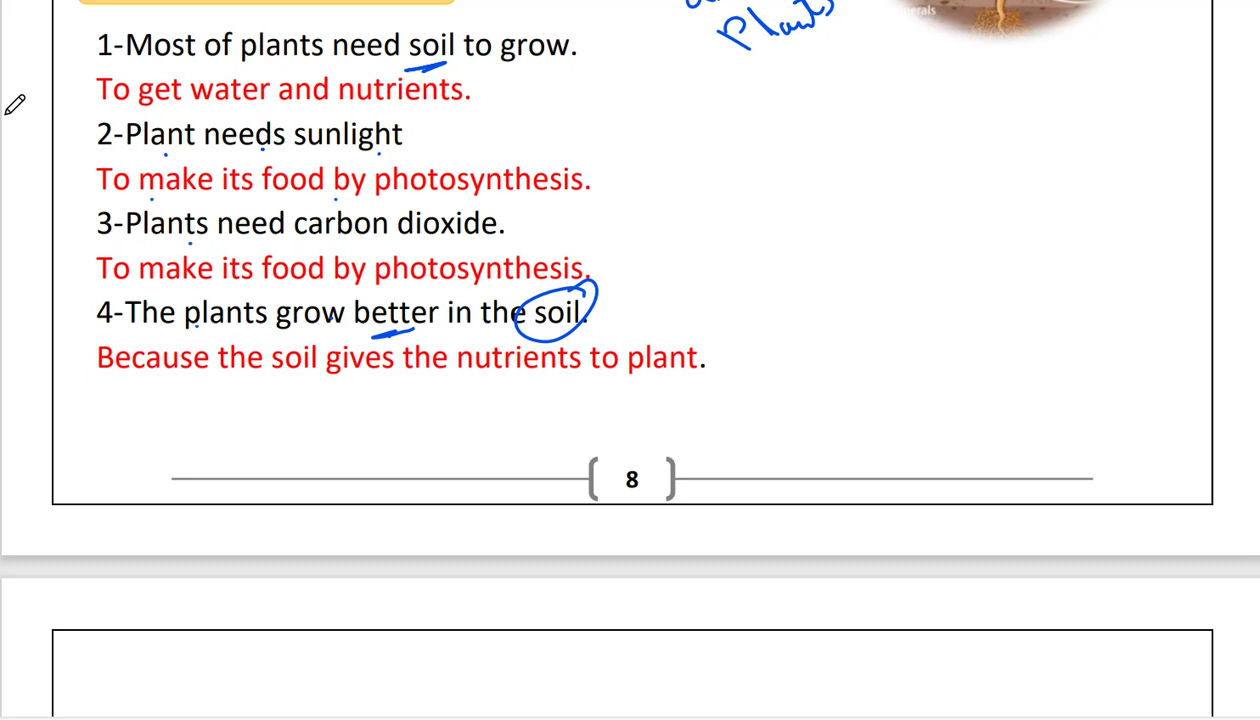 Plants
minerals
1-Most of plants need soil to grow.
To get water and nutrients.
2-Plant needs sunlight
To make its food by photosynthesis.
3-Plants need carbon dioxide.
To make its food by photosynthesis.
4-The plants grow better in the soil.
Because the soil gives the nutrients to plant.
8